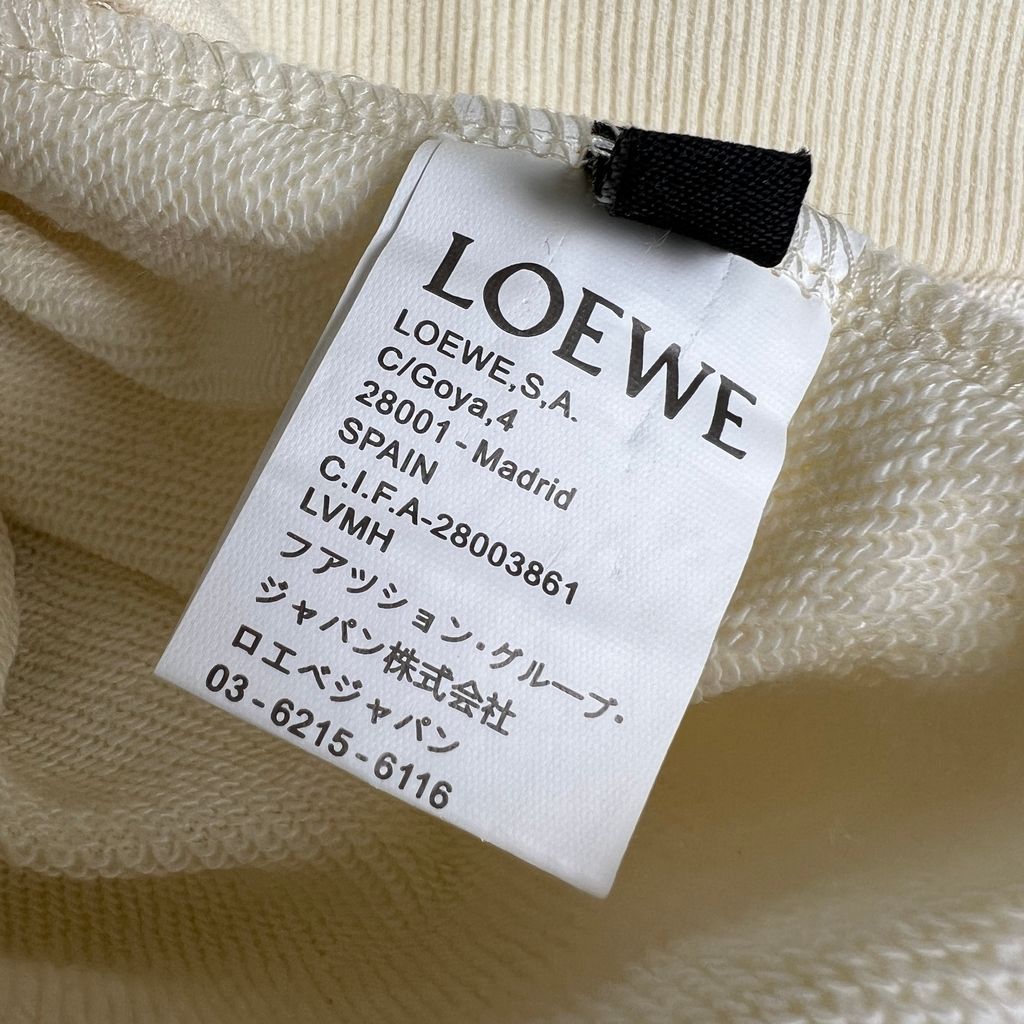 LOEWE
LOEWE,S,A.
C/Goya,4
28001 - Madrid
SPAIN
C.I.F.A-28003861
LVMH
フアッション・グループ・
ジャパン株式会社
ロエベジャパン
03 - 6215 - 6116